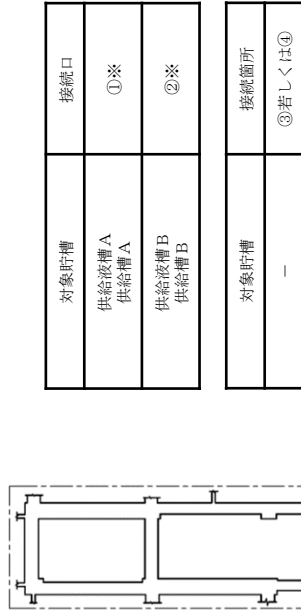 対象貯槽 接続口
供給液槽A
供給槽A ①※
供給液槽B
供給槽B ②※
対象貯槽 接続箇所
－ ③若しくは④